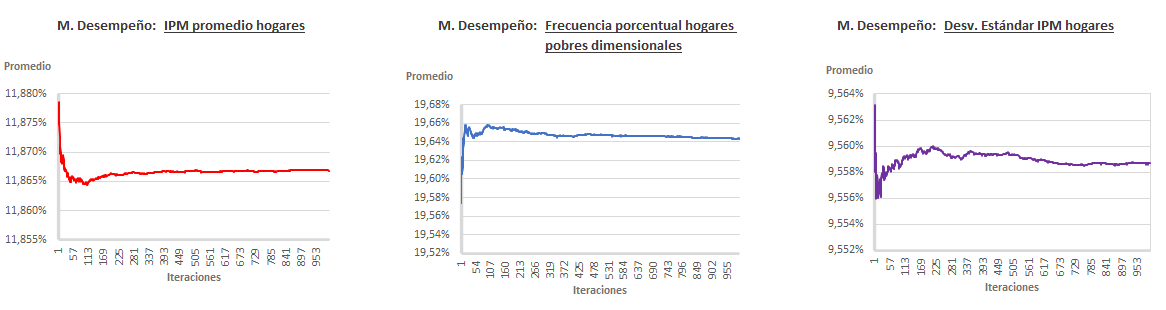 M. Desempeño: IPM promedio hogares
Promedio
11,880%
11,875%
11,870%
11,865%
11,860%
11,855%
1 57 113 169 225 281 337 393 449 505 561 617 673 729 785 841 897 953
Iteraciones
M. Desempeño: Frecuencia porcentual hogares
pobres dimensionales
Promedio
19,68%
19,66%
19,64%
19,62%
19,60%
19,58%
19,56%
19,54%
19,52%
1 54 107 160 213 266 319 372 425 478 531 584 637 690 743 796 849 902 955
Iteraciones
M. Desempeño: Desv. Estándar IPM hogares
Promedio
9,564%
9,562%
9,560%
9,558%
9,556%
9,554%
9,552%
1 57 113 169 225 281 337 393 449 505 561 617 673 729 785 841 897 953
Iteraciones